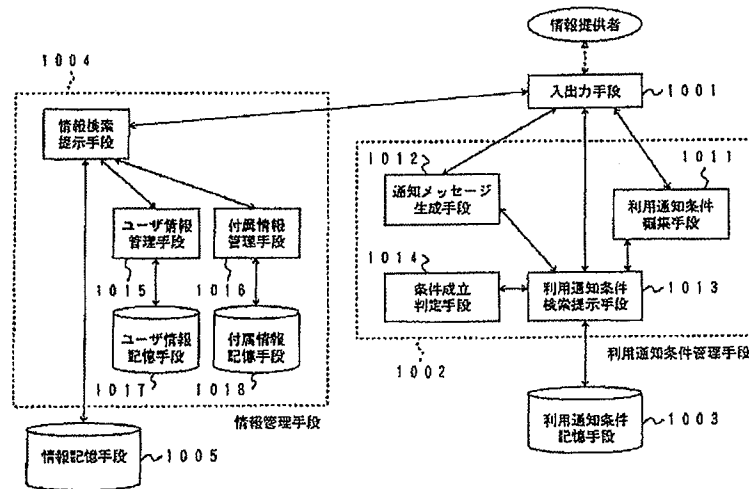 情報提供者
1004
入出力手段
1001
情報検索
提示手段
1012
1011
通知メッセージ
生成手段
利用通知条件
編集手段
ユーザ情報
管理手段
付属情報
管理手段
1014
1015
1016
条件成立
判定手段
利用通知条件
検索提示手段
1013
ユーザ情報
記憶手段
付属情報
記憶手段
利用通知条件管理手段
1002
1017
1018
情報管理手段
情報記憶手段
1005
利用通知条件
記憶手段
1003